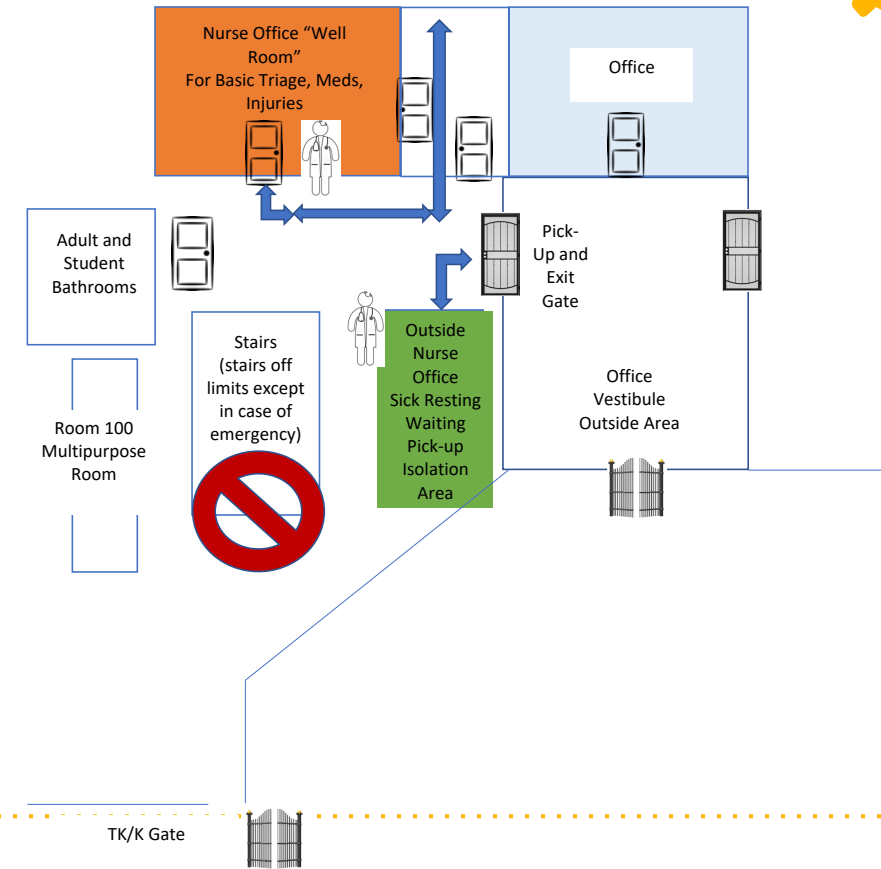 Nurse Office “Well
Room”
For Basic Triage, Meds,
Injuries
Office
Adult and
Student
Bathrooms
Pick-
Up and
Exit
Gate
Stairs
(stairs off
limits except
in case of
emergency)
Outside
Nurse
Office
Sick Resting
Waiting
Pick-up
Isolation
Area
Office
Vestibule
Outside Area
Room 100
Multipurpose
Room
TK/K Gate